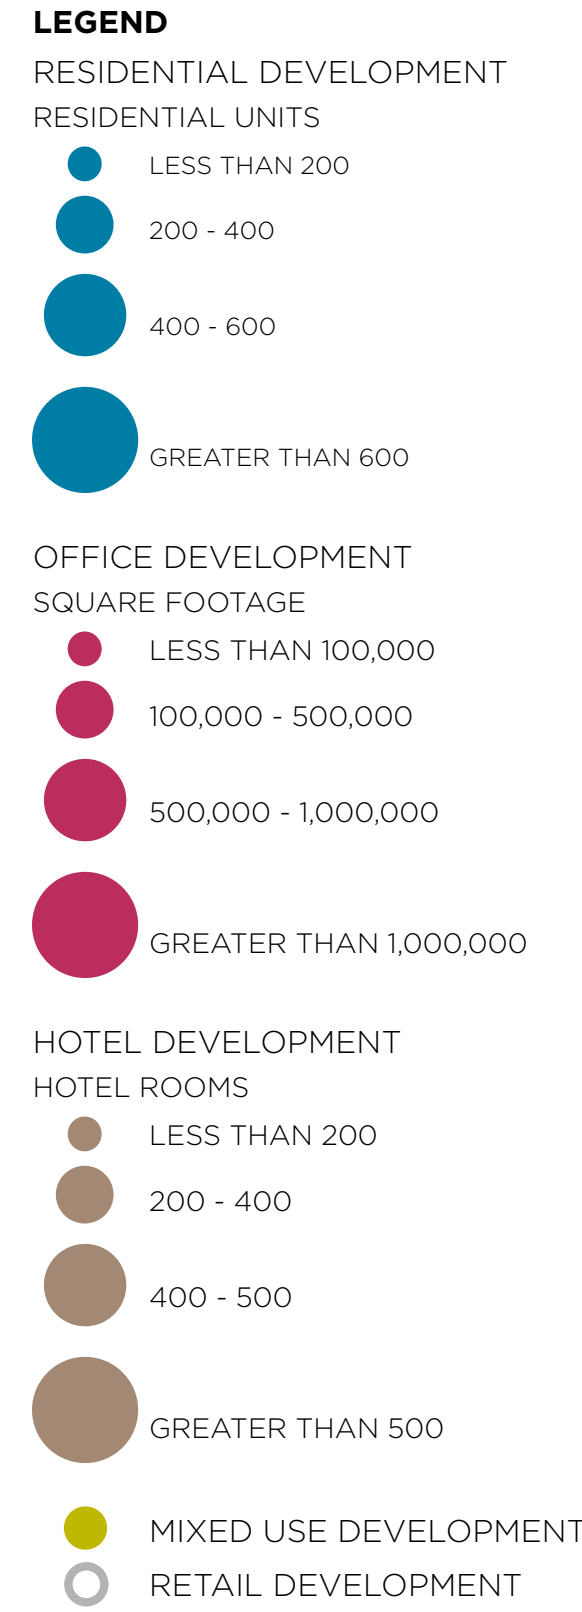 LEGEND
RESIDENTIAL DEVELOPMENT
RESIDENTIAL UNITS
LESS THAN 200
200 - 400
400 - 600
GREATER THAN 600
OFFICE DEVELOPMENT
SQUARE FOOTAGE
LESS THAN 100,000
100,000 - 500,000
500,000 - 1,000,000
GREATER THAN 1,000,000
HOTEL DEVELOPMENT
HOTEL ROOMS
LESS THAN 200
200 - 400
400 - 500
GREATER THAN 500
MIXED USE DEVELOPMENT
RETAIL DEVELOPMENT